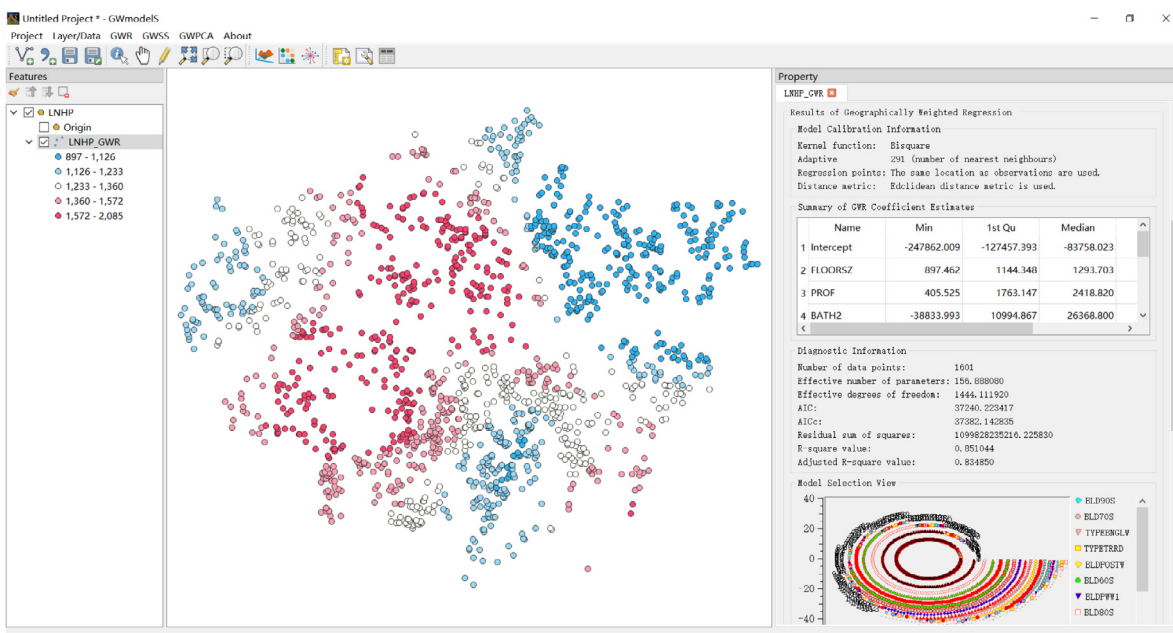 Untitled Project * - GWmodelS
Project Layer/Data GWR GWSS GWPCA About
Features
LNHP
Origin
LNHP_GWR
897 - 1,126
1,126 - 1,233
1,233 - 1,360
1,360 - 1,572
1,572 - 2,085
Property
LNHP_GWR
Results of Geographically Weighted Regression
Model Calibration Information
Kernel function: Bisquare
Adaptive 291 (number of nearest neighbours)
Regression points: The same location as observations are used.
Distance metric: Edclidean distance metric is used.
Summary of GWR Coefficient Estimates
Name Min 1st Qu Median
1 Intercept -247862.009 -127457.393 -83758.023
2 FLOORSZ 897.462 1144.348 1293.703
3 PROF 405.525 1763.147 2418.820
4 BATH2 -38833.993 10994.867 26368.800
Diagnostic Information
Number of data points: 1601
Effective number of parameters: 156.888080
Effective degrees of freedom: 1444.111920
AIC: 37240.223417
AICc: 37382.142835
Residual sum of squares: 1099828235216.225830
R-square value: 0.851044
Adjusted R-square value: 0.834850
Model Selection View
40
20
0
-20
-40
BLD90S
BLD70S
TYPEBNGLW
TYPETRRD
BLDPOSTW
BLD60S
BLDPWW1
BLD80S